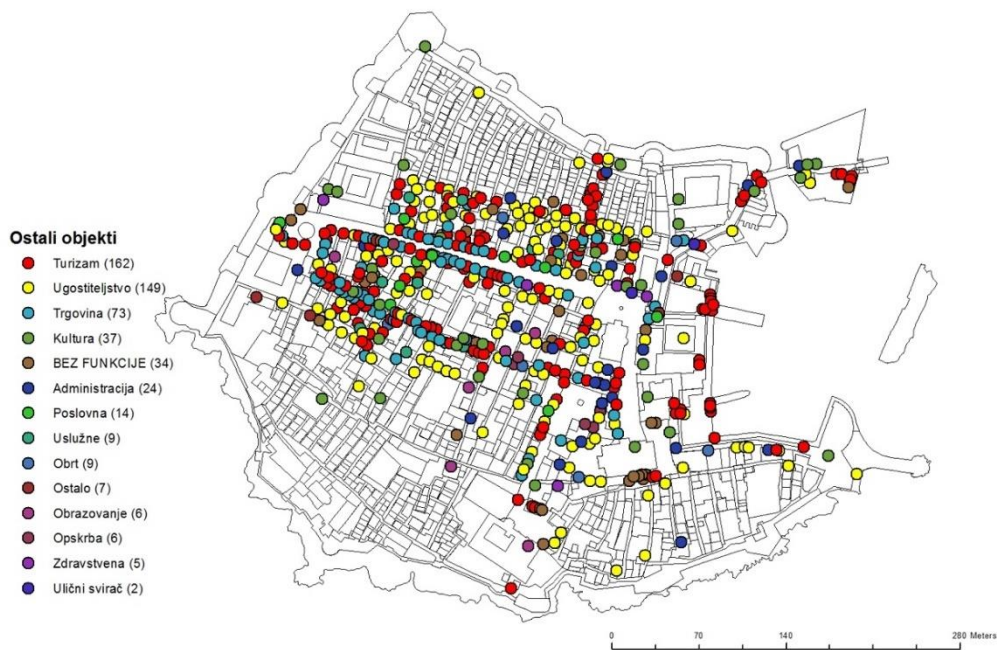 Ostali objekti
Turizam (162)
Ugostiteljstvo (149)
Trgovina (73)
Kultura (37)
BEZ FUNKCIJE (34)
Administracija (24)
Poslovna (14)
Uslužne (9)
Obrt (9)
Ostalo (7)
Obrazovanje (6)
Opskrba (6)
Zdravstvena (5)
Ulični svirač (2)
0 70 140 280 Meters